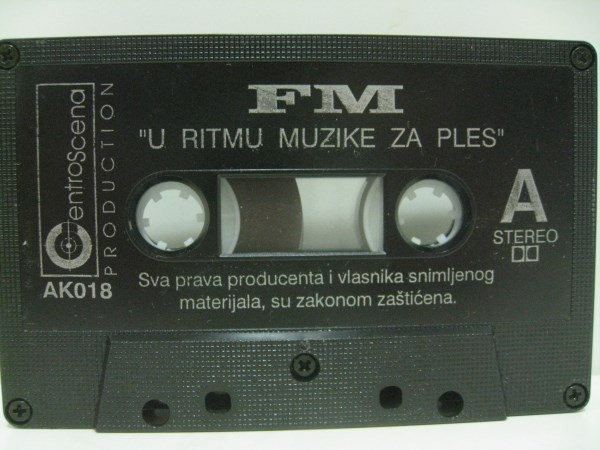 FM
"U RITMU MUZIKE ZA PLES"
CentroScena
PRODUCTION
AK018
A
STEREO
Sva prava producenta i vlasnika snimljenog
materijala, su zakonom zaštićena.